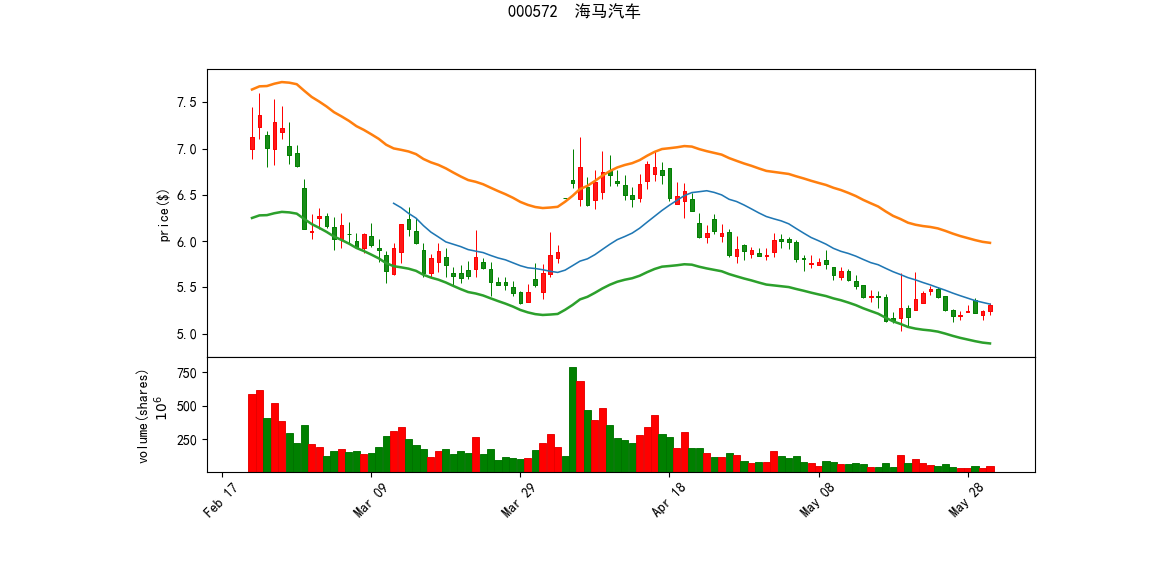 000572 海马汽车
price($)
7.5
7.0
6.5
6.0
5.5
5.0
volume(shares)
10^6
750
500
250
Feb 17
Mar 09
Mar 29
Apr 18
May 08
May 28